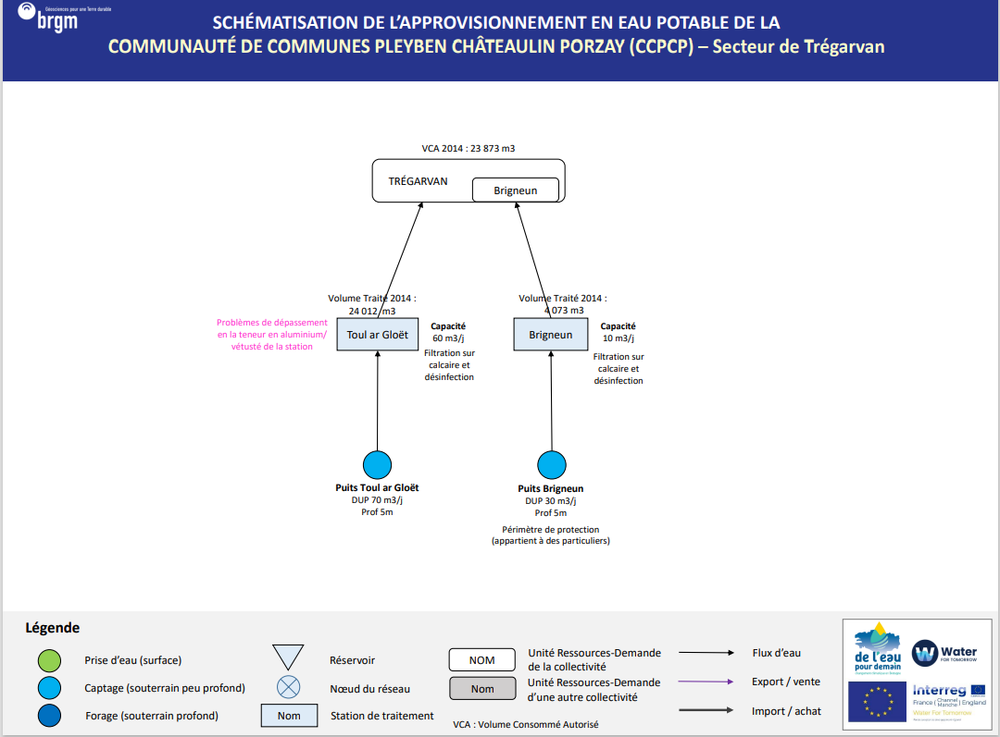 Géosciences pour une Terre durable
brgm
SCHÉMATISATION DE L'APPROVISIONNEMENT EN EAU POTABLE DE LA
COMMUNAUTÉ DE COMMUNES PLEYBEN CHÂTEAULIN PORZAY (CCPCP) – Secteur de Trégarvan
VCA 2014 : 23 873 m3
TRÉGARVAN
Brigneun
Volume Traité 2014 :
24 012 m3
Volume Traité 2014 :
4 073 m3
Problèmes de dépassement
en la teneur en aluminium/
vétusté de la station
Toul ar Gloët
Capacité
60 m3/j
Filtration sur
calcaire et
désinfection
Brigneun
Capacité
10 m3/j
Filtration sur
calcaire et
désinfection
Puits Toul ar Gloët
DUP 70 m3/j
Prof 5m
Puits Brigneun
DUP 30 m3/j
Prof 5m
Périmètre de protection
(appartient à des particuliers)
Légende
Prise d'eau (surface)
Captage (souterrain peu profond)
Forage (souterrain profond)
Réservoir
Nœud du réseau
Nom
Station de traitement
NOM
Unité Ressources-Demande
de la collectivité
Nom
Unité Ressources-Demande
d'une autre collectivité
VCA : Volume Consommé Autorisé
Flux d'eau
Export / vente
Import / achat
de l'eau
pour demain
Water
FOR TOMORROW
Interreg
France ( Channel Manche ) England
Water For Tomorrow